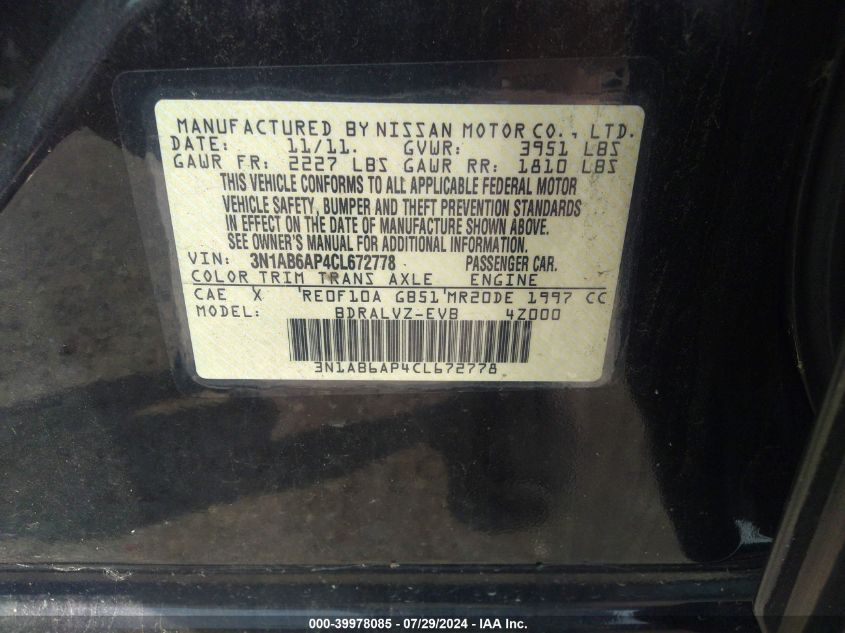 MANUFACTURED BY NISSAN MOTOR CO., LTD.
DATE: 11/11. GVWR: 3951 LBS
GAWR FR: 2227 LBS GAWR RR: 1810 LBS
THIS VEHICLE CONFORMS TO ALL APPLICABLE FEDERAL MOTOR
VEHICLE SAFETY, BUMPER AND THEFT PREVENTION STANDARDS
IN EFFECT ON THE DATE OF MANUFACTURE SHOWN ABOVE.
SEE OWNER'S MANUAL FOR ADDITIONAL INFORMATION.
VIN: 3N1AB6AP4CL672778 PASSENGER CAR.
COLOR TRIM TRANS AXLE ENGINE
CAE X RE0F10A GB51 MR20DE 1997 CC
MODEL: BDRALVZ-EVB 4Z000
3N1AB6AP4CL672778
000-39978085 / 07/29/2024 - IAA Inc.